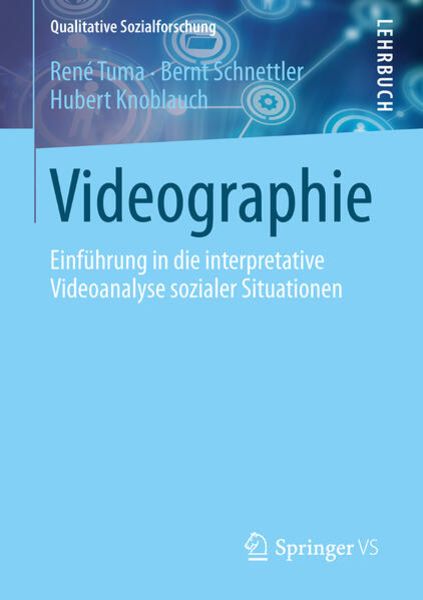 Qualitative Sozialforschung
LEHRBUCH
René Tuma · Bernt Schnettler
Hubert Knoblauch
Videographie
Einführung in die interpretative
Videoanalyse sozialer Situationen
Springer VS